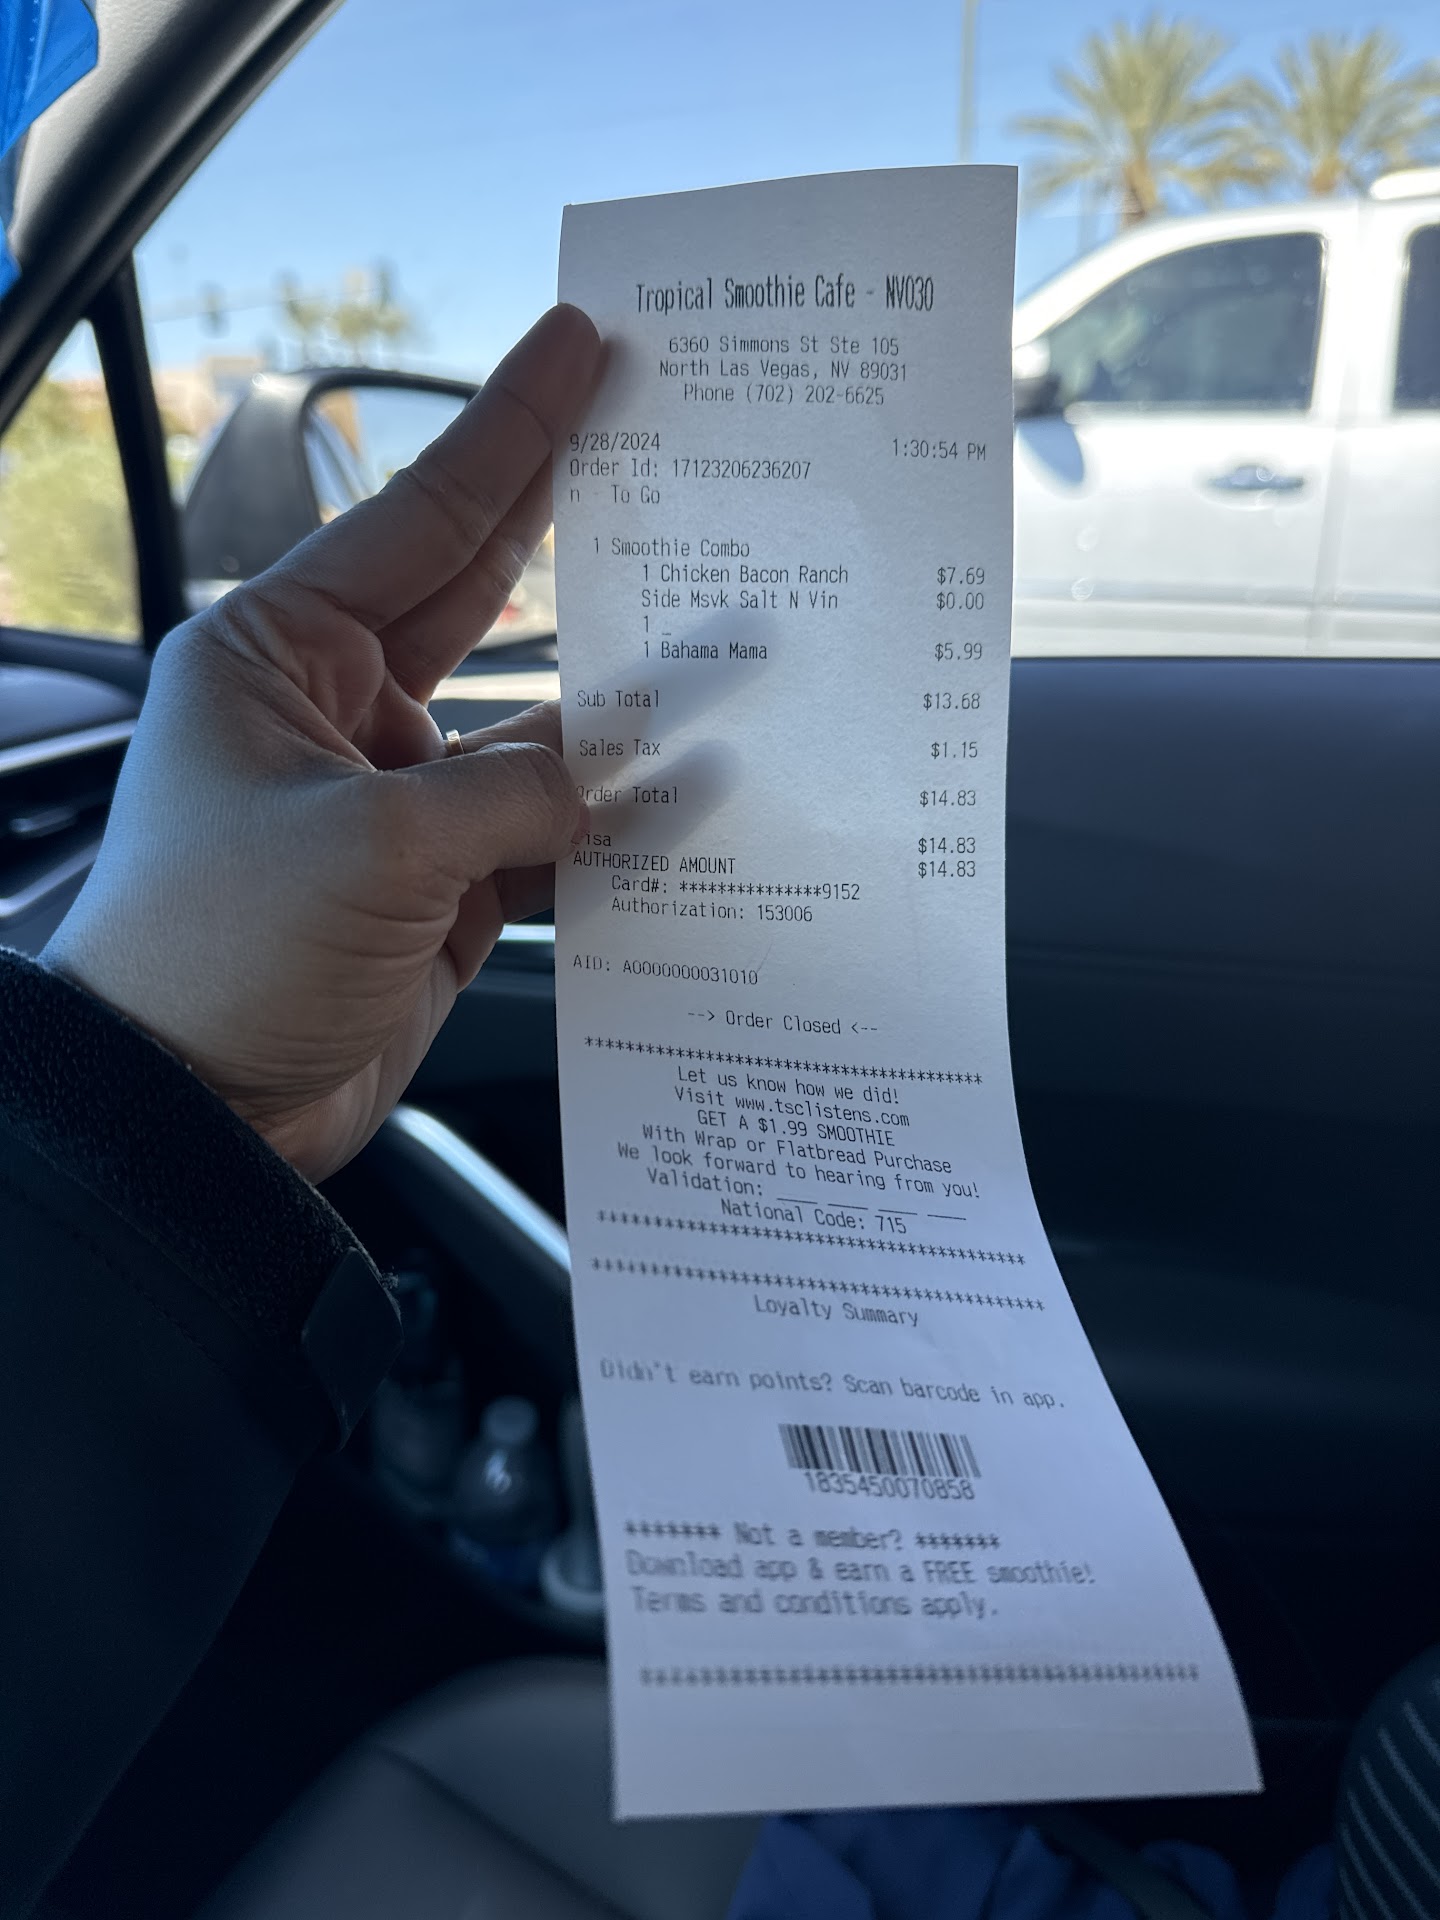 Tropical Smoothie Cafe - NV030
6360 Simmons St Ste 105
North Las Vegas, NV 89031
Phone (702) 202-6625
9/28/2024 1:30:54 PM
Order Id: 17123206236207
n - To Go
1 Smoothie Combo
1 Chicken Bacon Ranch $7.69
Side Msvk Salt N Vin $0.00
1 _
1 Bahama Mama $5.99
Sub Total $13.68
Sales Tax $1.15
Order Total $14.83
Visa $14.83
AUTHORIZED AMOUNT $14.83
Card#: ***************9152
Authorization: 153006
AID: A0000000031010
--> Order Closed <--
******************************************
Let us know how we did!
Visit www.tsclistens.com
GET A $1.99 SMOOTHIE
With Wrap or Flatbread Purchase
We look forward to hearing from you!
Validation: ___ ___ ___ ___
National Code: 715
******************************************
******************************************
Loyalty Summary
Didn't earn points? Scan barcode in app.
1835450070858
******* Not a member? *******
Download app & earn a FREE smoothie!
Terms and conditions apply.
******************************************